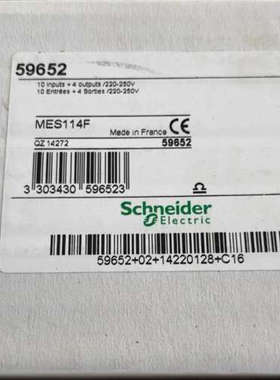 59652
10 inputs + 4 outputs /220-250V
10 Entrées + 4 Sorties /220-250V
MES114F
Made in France CE
QZ 14272
59652
3 303430 596523
Schneider
Electric
59652+02+14220128+C16